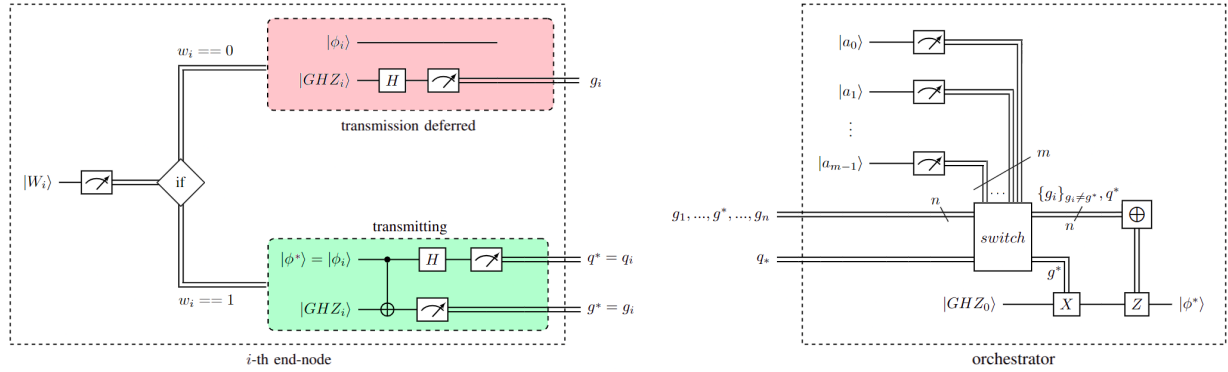 w_i == 0
|ϕ_i⟩
|GHZ_i⟩
H
g_i
transmission deferred
|W_i⟩
if
transmitting
|ϕ*⟩ = |ϕ_i⟩
H
q* = q_i
w_i == 1
|GHZ_i⟩
g* = g_i
i-th end-node
|a_0⟩
|a_1⟩
⋮
|a_{m−1}⟩
m
...
g_1, ..., g*, ..., g_n
n
switch
{g_i}_{g_i≠g*}, q*
n
⊕
q_*
g*
|GHZ_0⟩
X
Z
|ϕ*⟩
orchestrator